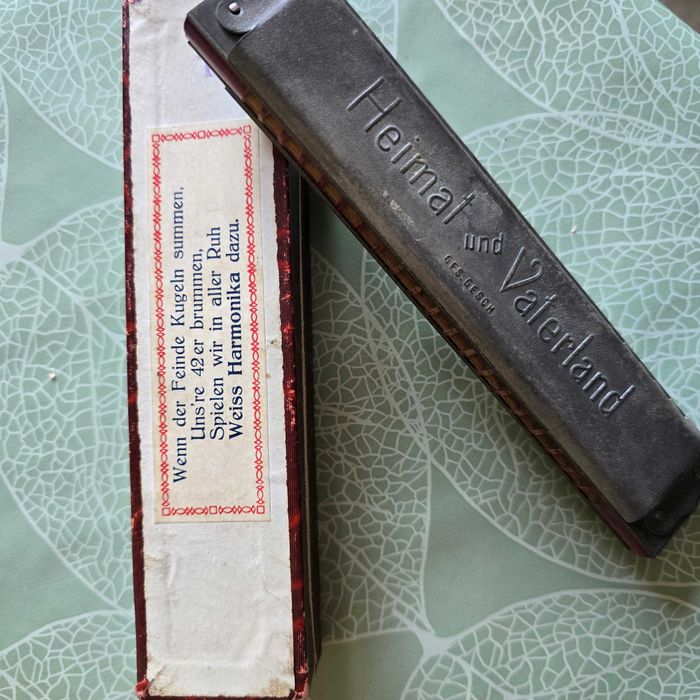 Wenn der Feinde Kugeln summen,
Uns're 42er brummen,
Spielen wir in aller Ruh
Weiss Harmonika dazu.
Heimat
und
Vaterland
GES. GESCH.